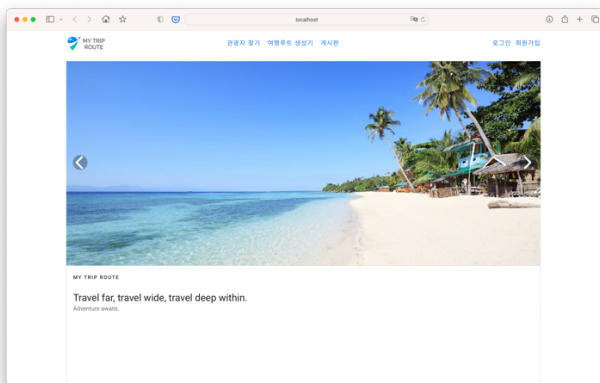 localhost
MY TRIP
ROUTE
관광지 찾기 여행루트 생성기 게시판
로그인 회원가입
MY TRIP ROUTE
Travel far, travel wide, travel deep within.
Adventure awaits.